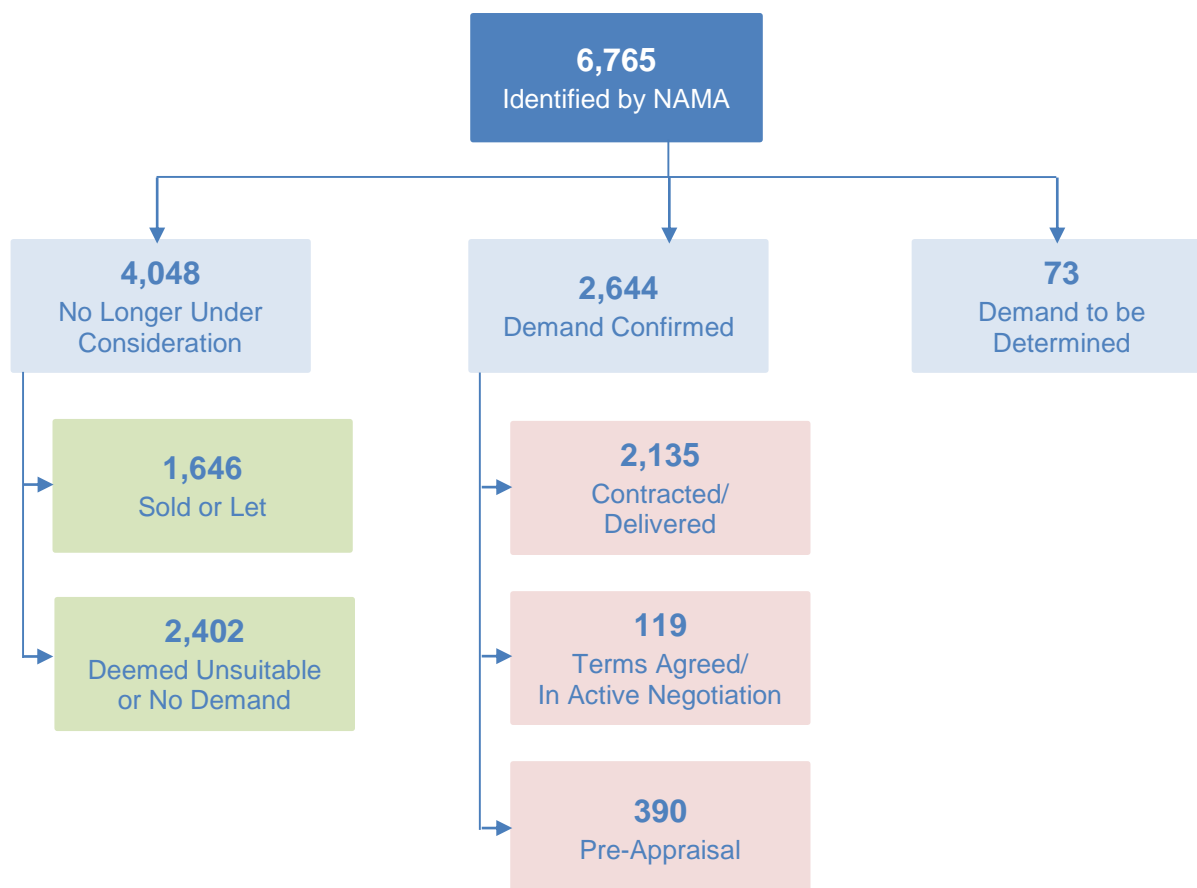 6,765
Identified by NAMA
4,048
No Longer Under
Consideration
2,644
Demand Confirmed
73
Demand to be
Determined
1,646
Sold or Let
2,402
Deemed Unsuitable
or No Demand
2,135
Contracted/
Delivered
119
Terms Agreed/
In Active Negotiation
390
Pre-Appraisal